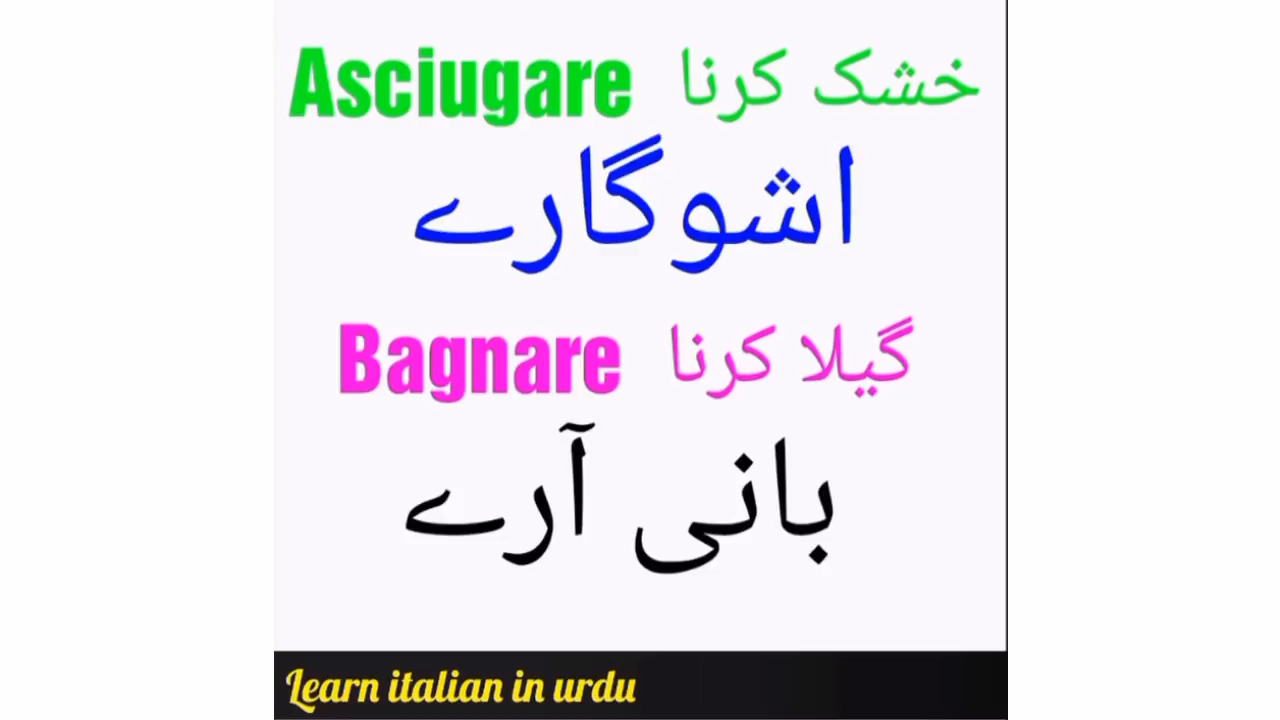 Asciugare خشک کرنا
اشوگارے
Bagnare گیلا کرنا
بانی آرے
Learn italian in urdu